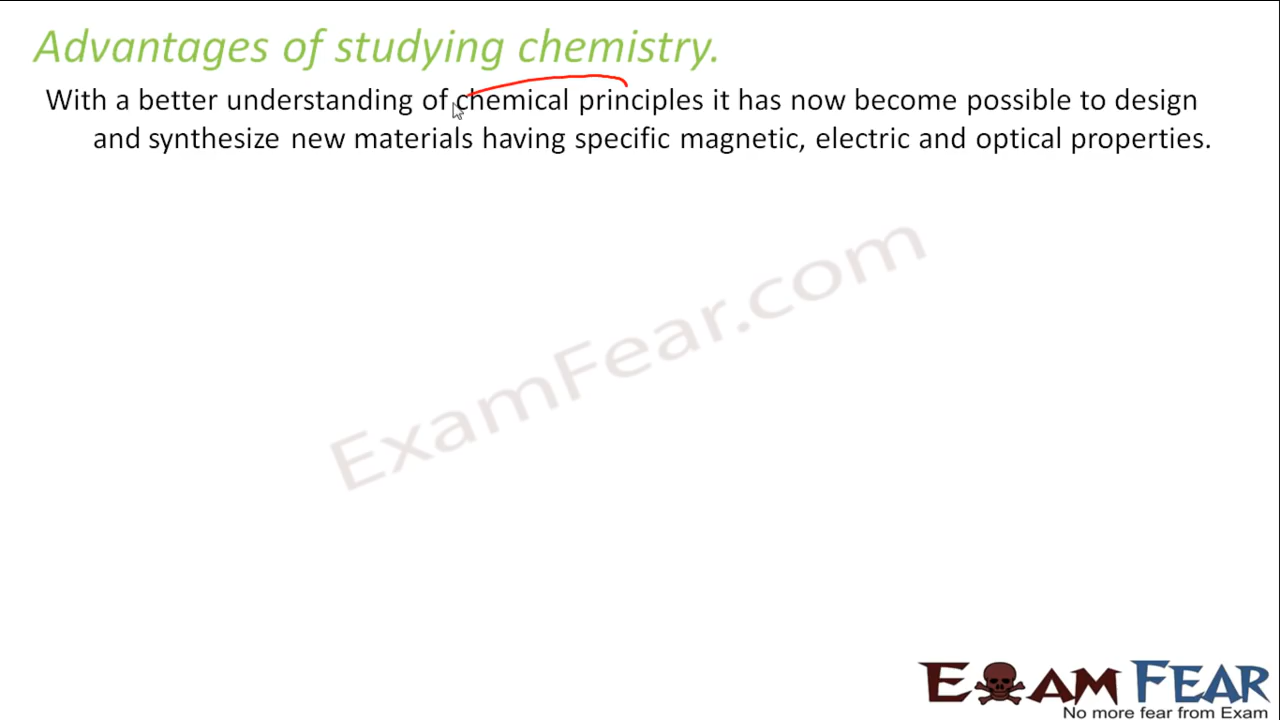 Advantages of studying chemistry.
With a better understanding of chemical principles it has now become possible to design
and synthesize new materials having specific magnetic, electric and optical properties.
ExamFear.com
EXAM FEAR
No more fear from Exam